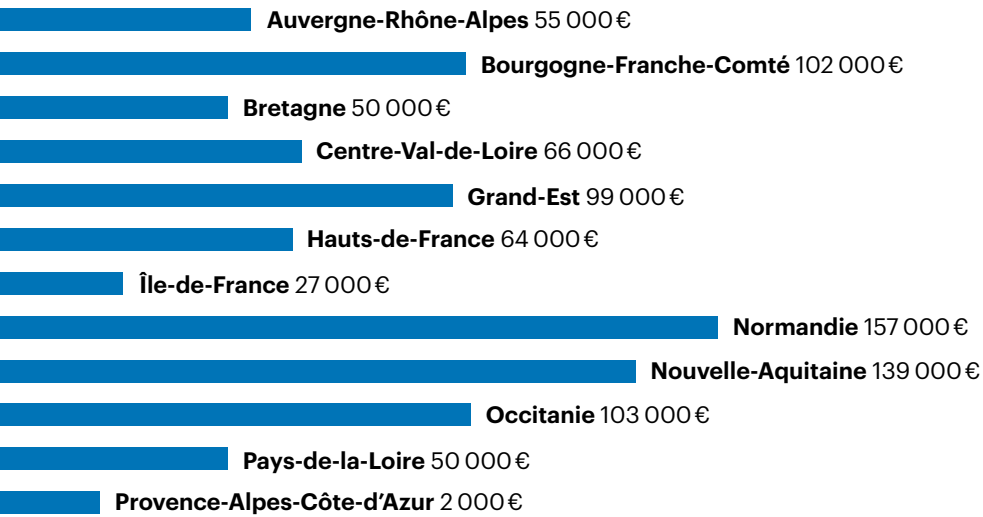 Auvergne-Rhône-Alpes 55 000 €
Bourgogne-Franche-Comté 102 000 €
Bretagne 50 000 €
Centre-Val-de-Loire 66 000 €
Grand-Est 99 000 €
Hauts-de-France 64 000 €
Île-de-France 27 000 €
Normandie 157 000 €
Nouvelle-Aquitaine 139 000 €
Occitanie 103 000 €
Pays-de-la-Loire 50 000 €
Provence-Alpes-Côte-d’Azur 2 000 €